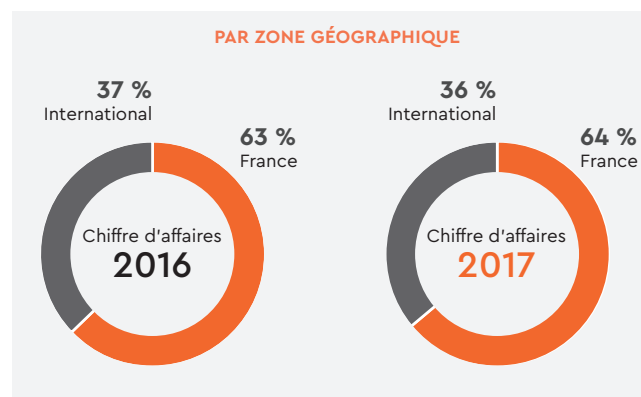 PAR ZONE GÉOGRAPHIQUE
37 %
International
63 %
France
Chiffre d'affaires
2016
36 %
International
64 %
France
Chiffre d'affaires
2017